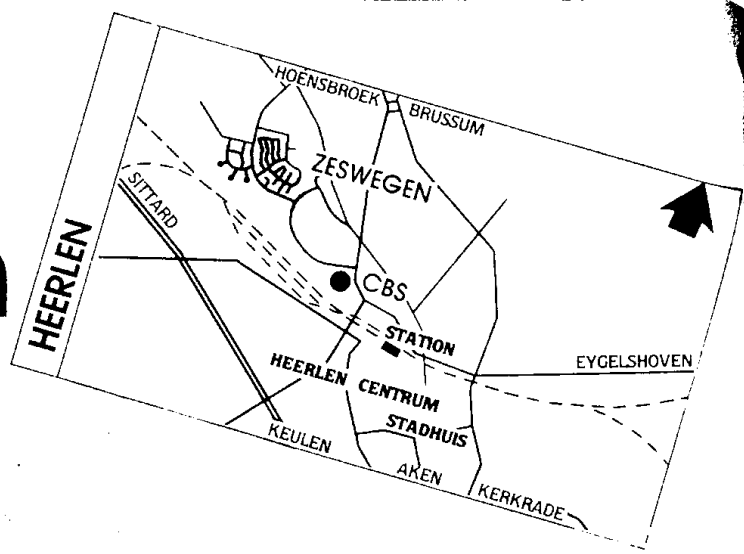 HOENSBROEK
BRUSSUM
ZESWEGEN
SITTARD
HEERLEN
CBS
STATION
EYGELSHOVEN
HEERLEN CENTRUM
STADHUIS
KEULEN
AKEN
KERKRADE